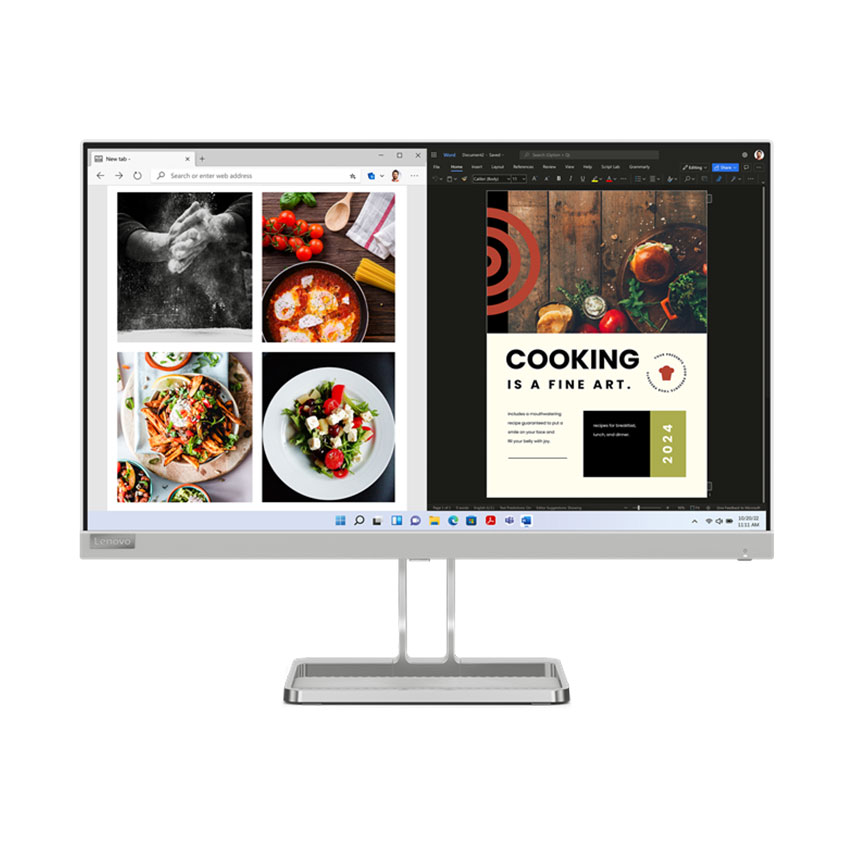 New tab -
Search or enter web address
Word Document1 - Saved
Search (Option + Q)
File Home Insert Layout References Review View Help Script Lab Grammarly
Editing Share
Calibri (Body) 11
COOKING
IS A FINE ART.
Includes a mouthwatering
recipe guaranteed to put a
smile on your face and
fill your belly with joy.
recipes for breakfast,
lunch, and dinner.
2024
10/20/22
11:11 AM
Lenovo